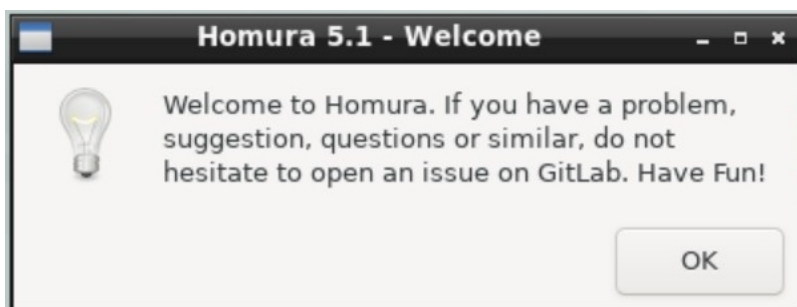 Homura 5.1 - Welcome
Welcome to Homura. If you have a problem,
suggestion, questions or similar, do not
hesitate to open an issue on GitLab. Have Fun!
OK